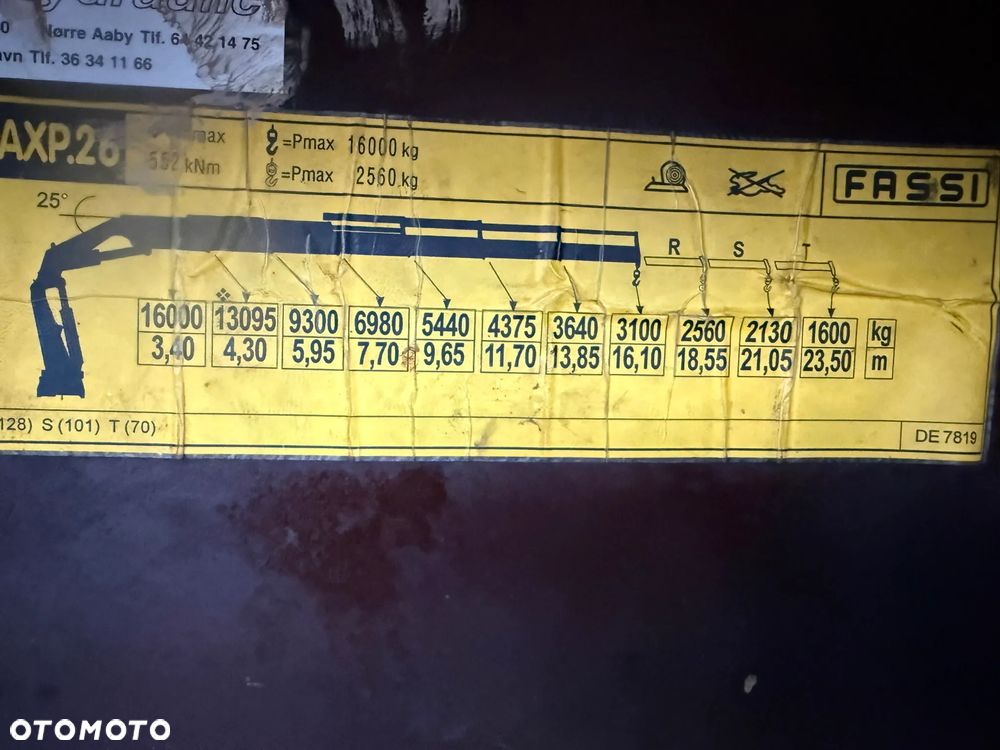 0 Nørre Aaby Tlf. 64 42 14 75
vn Tlf. 36 34 11 66
AXP.26
max
552 kNm
=Pmax 16000 kg
=Pmax 2560 kg
FASSI
25°
R S T
16000 13095 9300 6980 5440 4375 3640 3100 2560 2130 1600 kg
3,40 4,30 5,95 7,70 9,65 11,70 13,85 16,10 18,55 21,05 23,50 m
128) S (101) T (70)
DE 7819
OTOMOTO